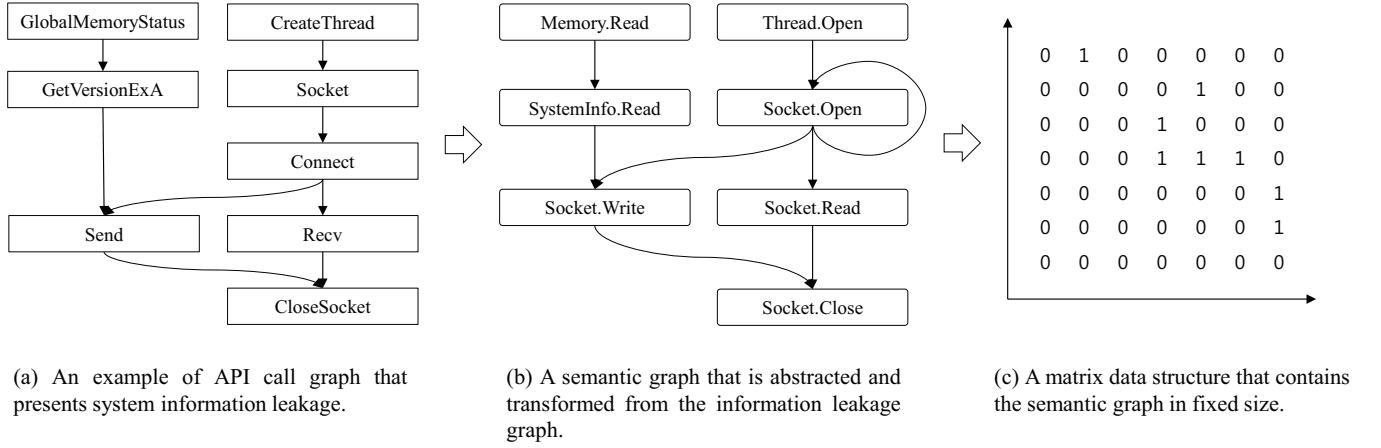 GlobalMemoryStatus
CreateThread
GetVersionExA
Socket
Connect
Send
Recv
CloseSocket
Memory.Read
Thread.Open
SystemInfo.Read
Socket.Open
Socket.Write
Socket.Read
Socket.Close
0 1 0 0 0 0 0
0 0 0 0 1 0 0
0 0 0 1 0 0 0
0 0 0 1 1 1 0
0 0 0 0 0 0 1
0 0 0 0 0 0 1
0 0 0 0 0 0 0
(a) An example of API call graph that
presents system information leakage.
(b) A semantic graph that is abstracted and
transformed from the information leakage
graph.
(c) A matrix data structure that contains
the semantic graph in fixed size.